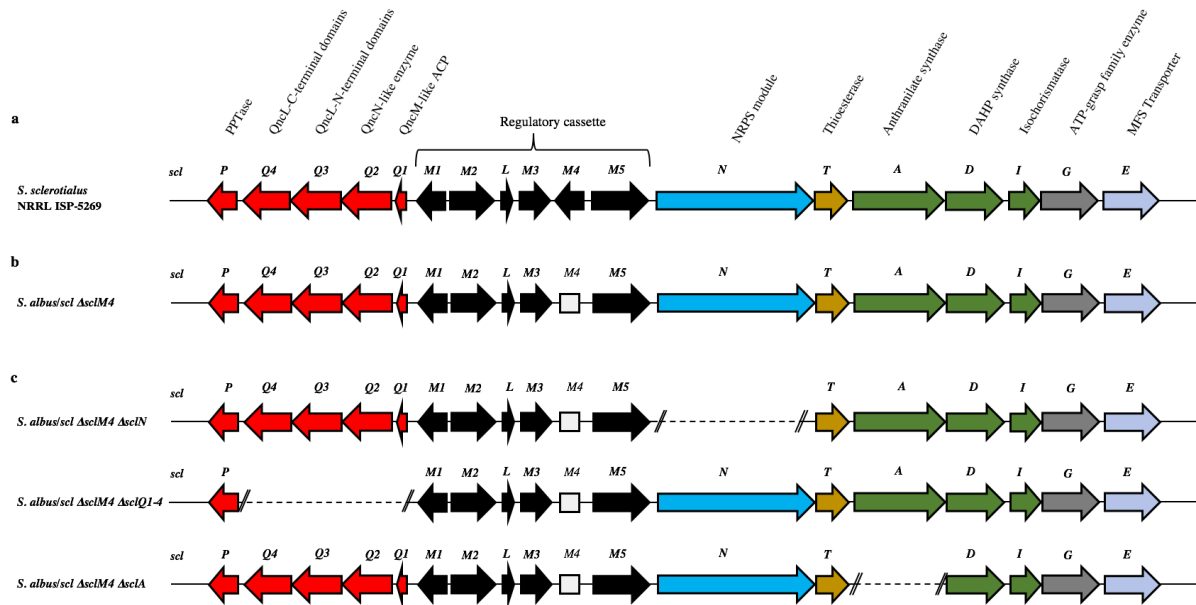 PPTase
QncL-C-terminal domains
QncL-N-terminal domains
QncN-like enzyme
QncM-like ACP
Regulatory cassette
NRPS module
Thioesterase
Anthranilate synthase
DAHP synthase
Isochorismatase
ATP-grasp family enzyme
MFS Transporter
a
scl P Q4 Q3 Q2 Q1 M1 M2 L M3 M4 M5 N T A D I G E
S. sclerotialus
NRRL ISP-5269
b
scl P Q4 Q3 Q2 Q1 M1 M2 L M3 M4 M5 N T A D I G E
S. albus/scl ΔsclM4
c
scl P Q4 Q3 Q2 Q1 M1 M2 L M3 M4 M5 T A D I G E
S. albus/scl ΔsclM4 ΔsclN
scl P M1 M2 L M3 M4 M5 N T A D I G E
S. albus/scl ΔsclM4 ΔsclQ1-4
scl P Q4 Q3 Q2 Q1 M1 M2 L M3 M4 M5 N T D I G E
S. albus/scl ΔsclM4 ΔsclA